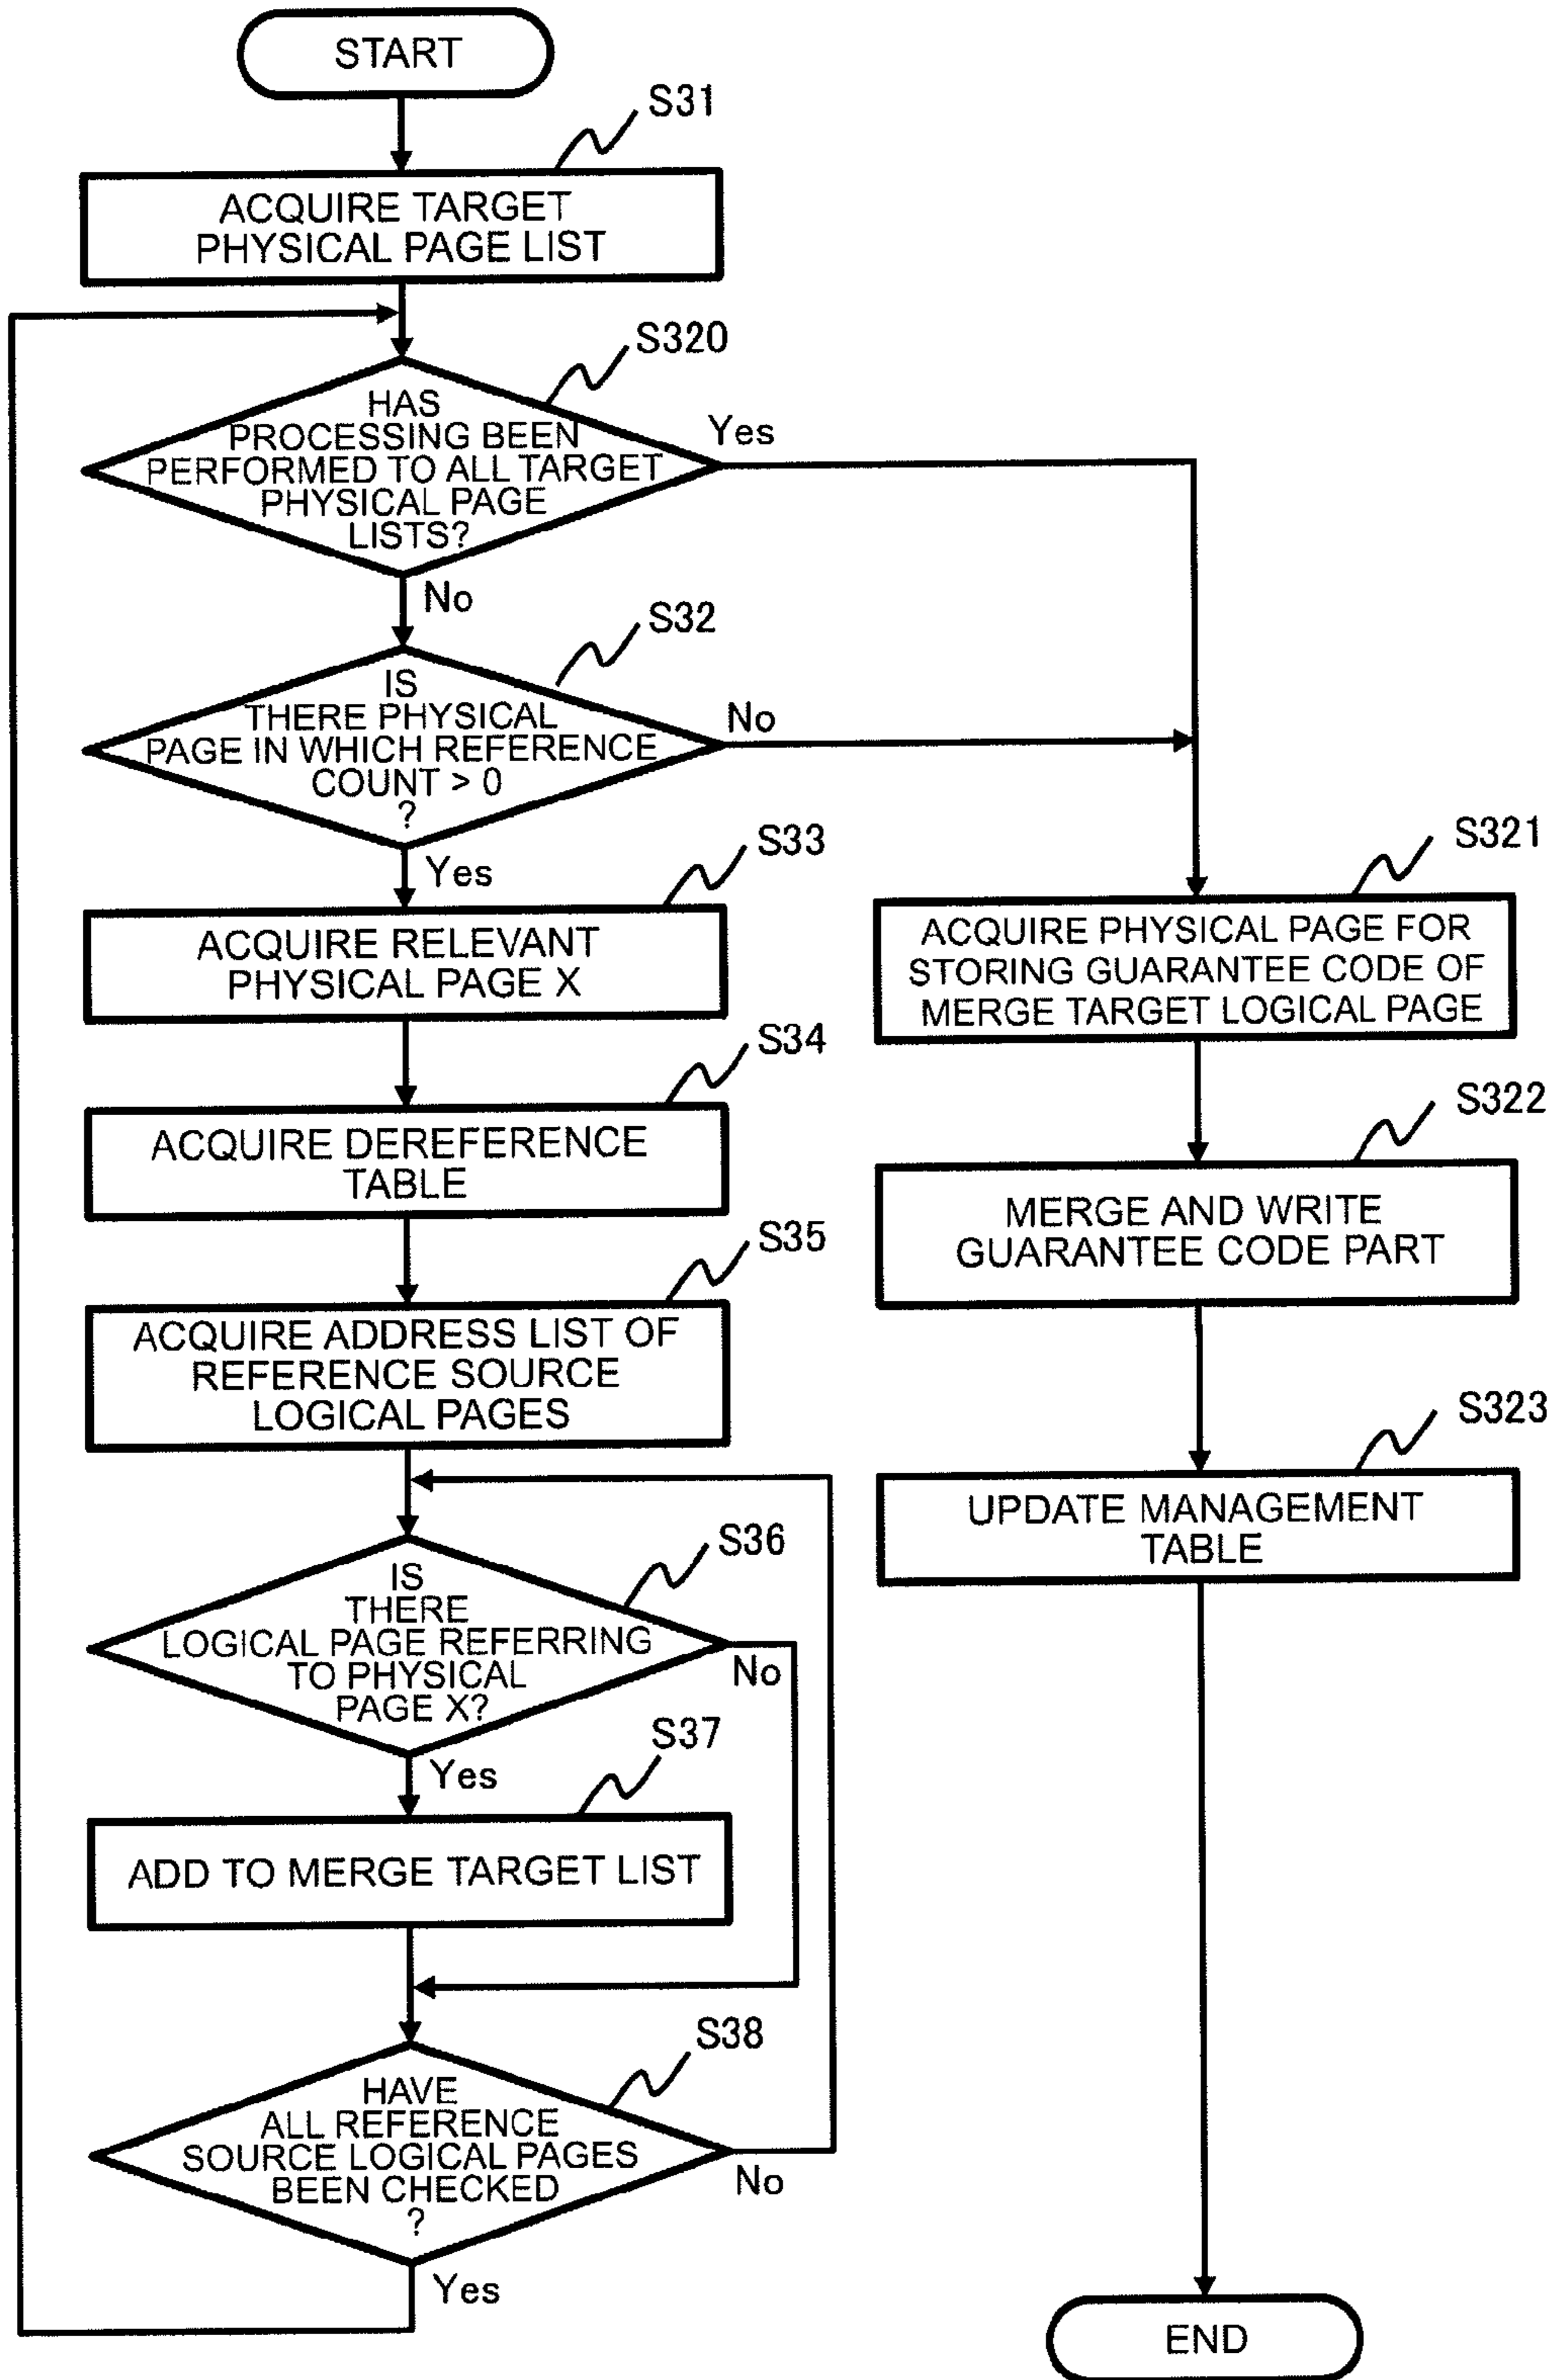 START
S31
ACQUIRE TARGET
PHYSICAL PAGE LIST
S320
HAS
PROCESSING BEEN
PERFORMED TO ALL TARGET
PHYSICAL PAGE
LISTS?
Yes
No
S32
IS
THERE PHYSICAL
PAGE IN WHICH REFERENCE
COUNT > 0
?
No
Yes
S33
ACQUIRE RELEVANT
PHYSICAL PAGE X
S34
ACQUIRE DEREFERENCE
TABLE
S35
ACQUIRE ADDRESS LIST OF
REFERENCE SOURCE
LOGICAL PAGES
S36
IS
THERE
LOGICAL PAGE REFERRING
TO PHYSICAL
PAGE X?
No
Yes
S37
ADD TO MERGE TARGET LIST
S38
HAVE
ALL REFERENCE
SOURCE LOGICAL PAGES
BEEN CHECKED
?
No
Yes
S321
ACQUIRE PHYSICAL PAGE FOR
STORING GUARANTEE CODE OF
MERGE TARGET LOGICAL PAGE
S322
MERGE AND WRITE
GUARANTEE CODE PART
S323
UPDATE MANAGEMENT
TABLE
END